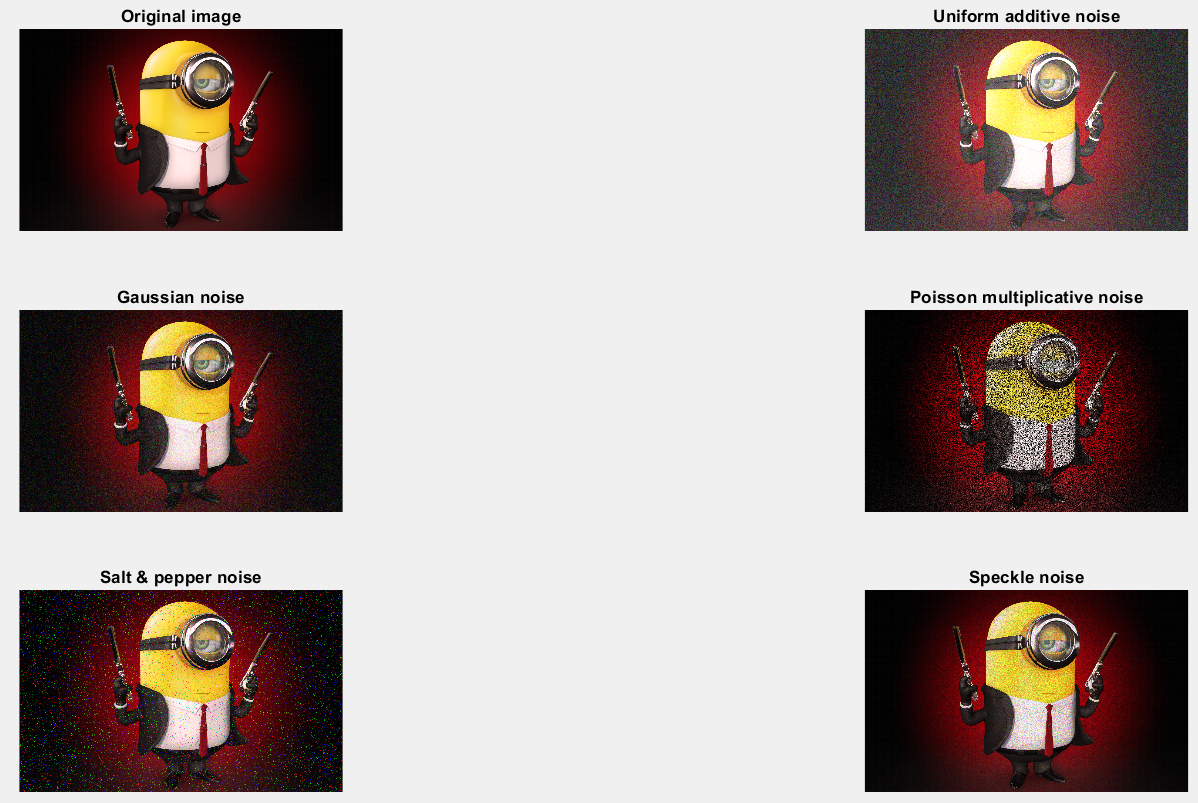 Original image
Uniform additive noise
Gaussian noise
Poisson multiplicative noise
Salt & pepper noise
Speckle noise